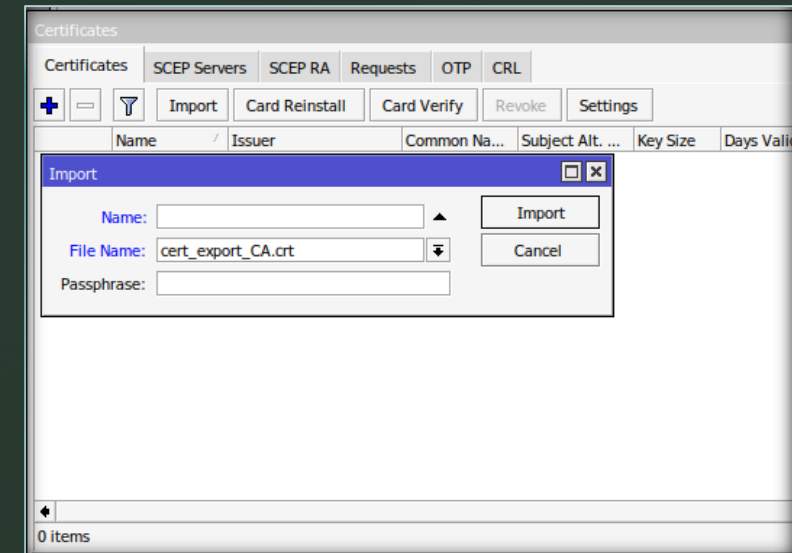 Certificates
Certificates SCEP Servers SCEP RA Requests OTP CRL
Import Card Reinstall Card Verify Revoke Settings
Name / Issuer Common Na... Subject Alt. ... Key Size Days Vali
Import
Name: Import
File Name: cert_export_CA.crt Cancel
Passphrase:
0 items